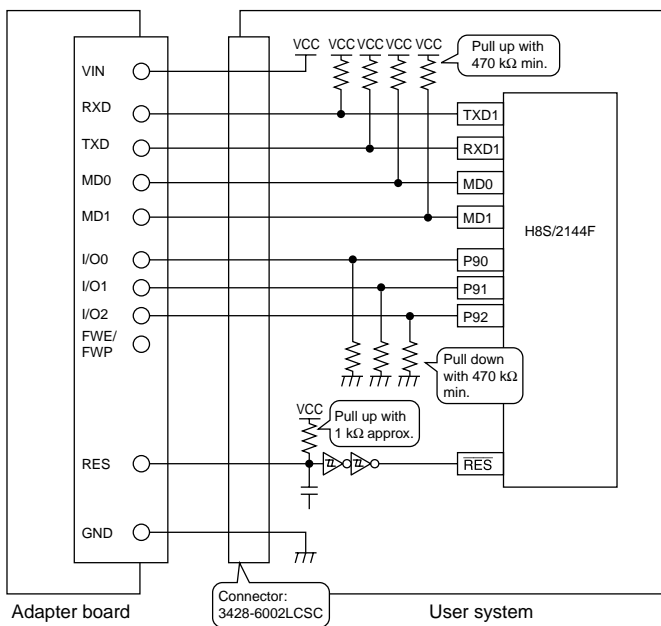 VCC VCC VCC VCC VCC
Pull up with
470 kΩ min.
VIN
RXD
TXD1
TXD
RXD1
MD0
MD0
MD1
MD1
H8S/2144F
I/O0
P90
I/O1
P91
I/O2
P92
FWE/
FWP
Pull down
with 470 kΩ
min.
VCC
Pull up with
1 kΩ approx.
RES
RES
GND
Connector:
3428-6002LCSC
Adapter board
User system